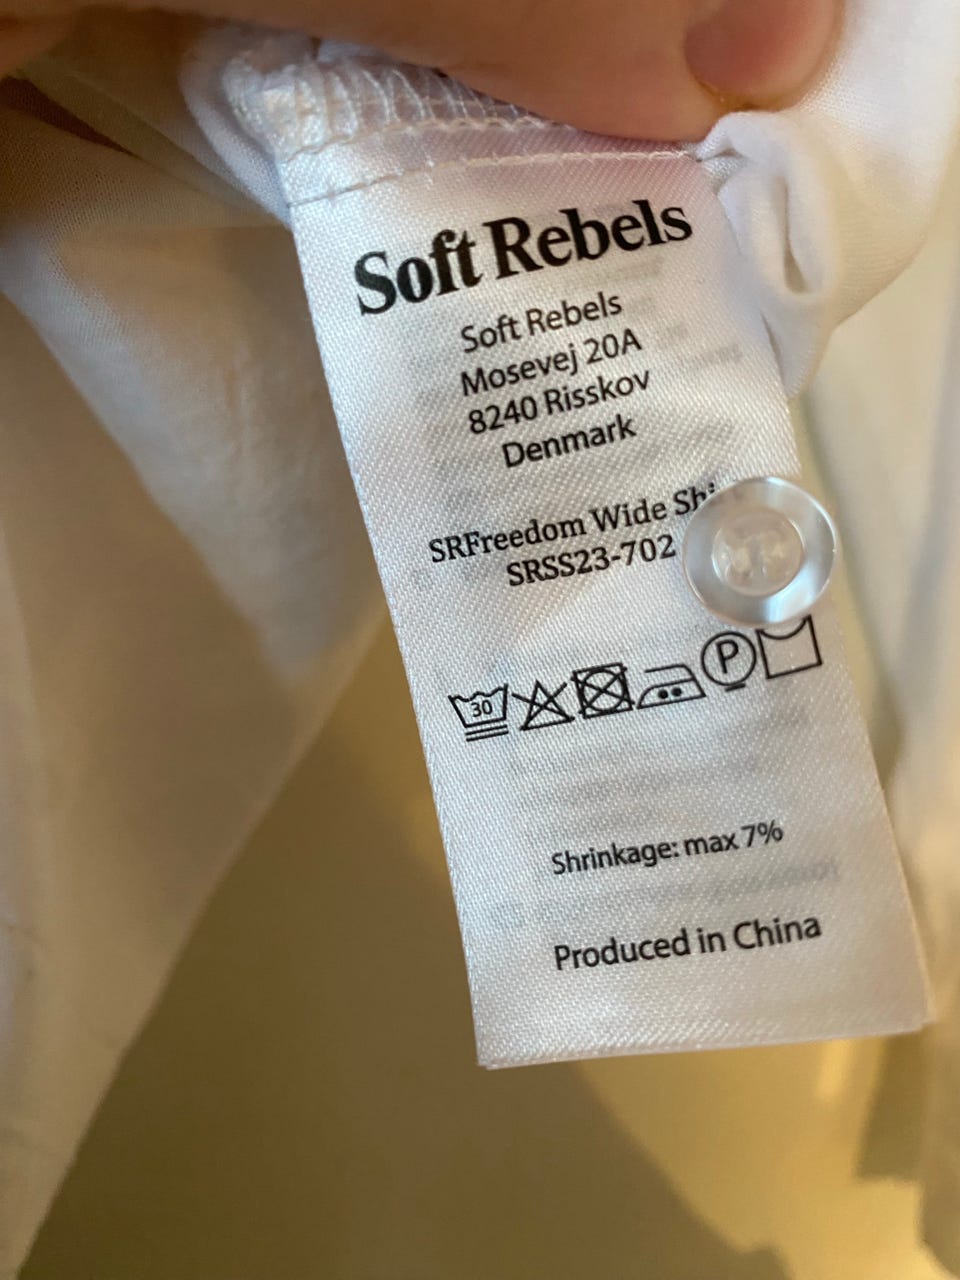 Soft Rebels
Soft Rebels
Mosevej 20A
8240 Risskov
Denmark
SRFreedom Wide
SRSS23-702
30
P
Shrinkage: max 7%
Produced in China